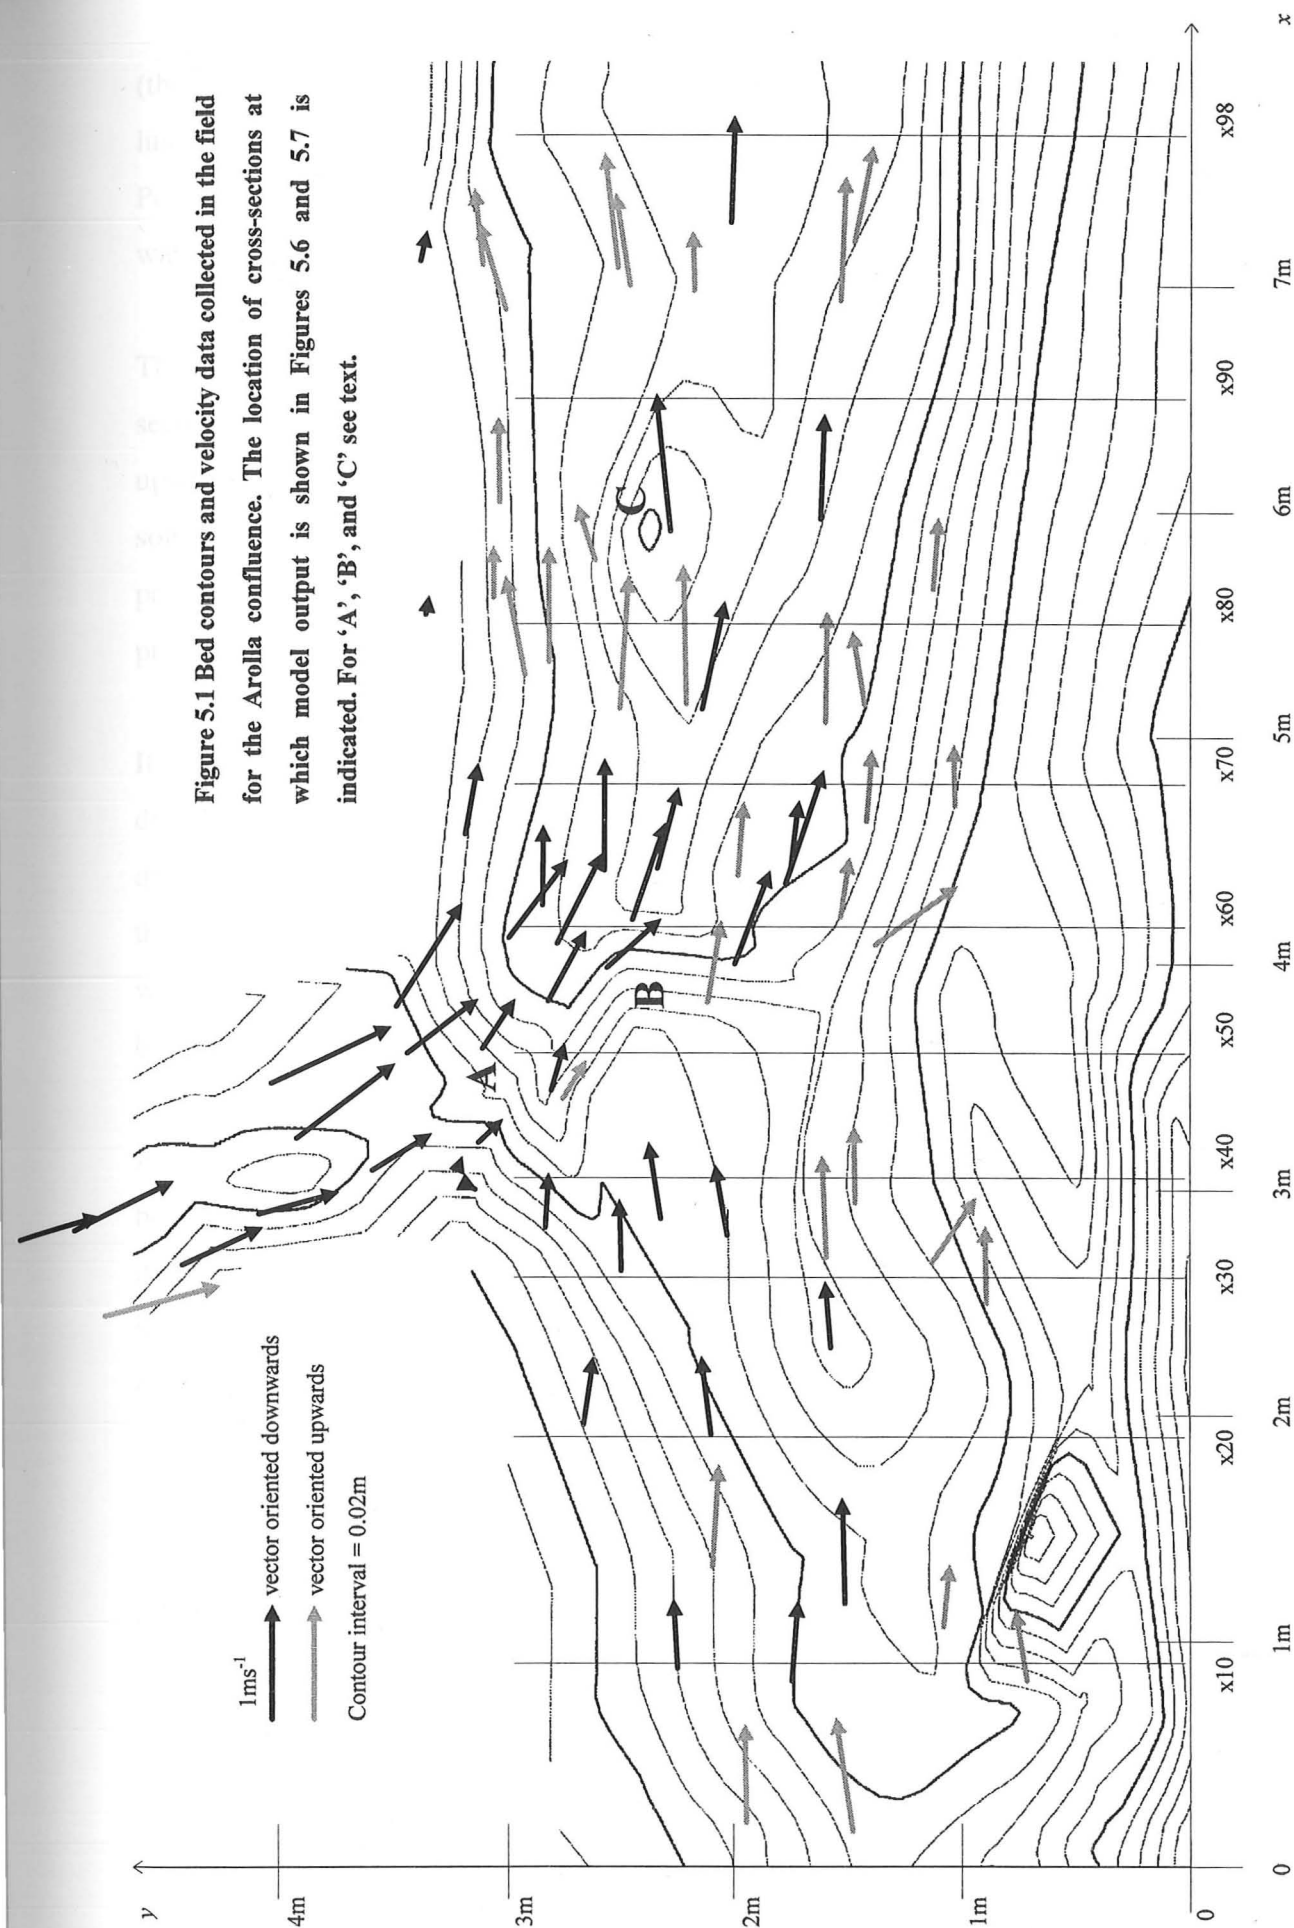 Figure 5.1 Bed contours and velocity data collected in the field
for the Arolla confluence. The location of cross-sections at
which model output is shown in Figures 5.6 and 5.7 is
indicated. For ‘A’, ‘B’, and ‘C’ see text.
1ms⁻¹
vector oriented downwards
vector oriented upwards
Contour interval = 0.02m
y
4m
3m
2m
1m
0
A
B
C
x10
x20
x30
x40
x50
x60
x70
x80
x90
x98
0
1m
2m
3m
4m
5m
6m
7m
x